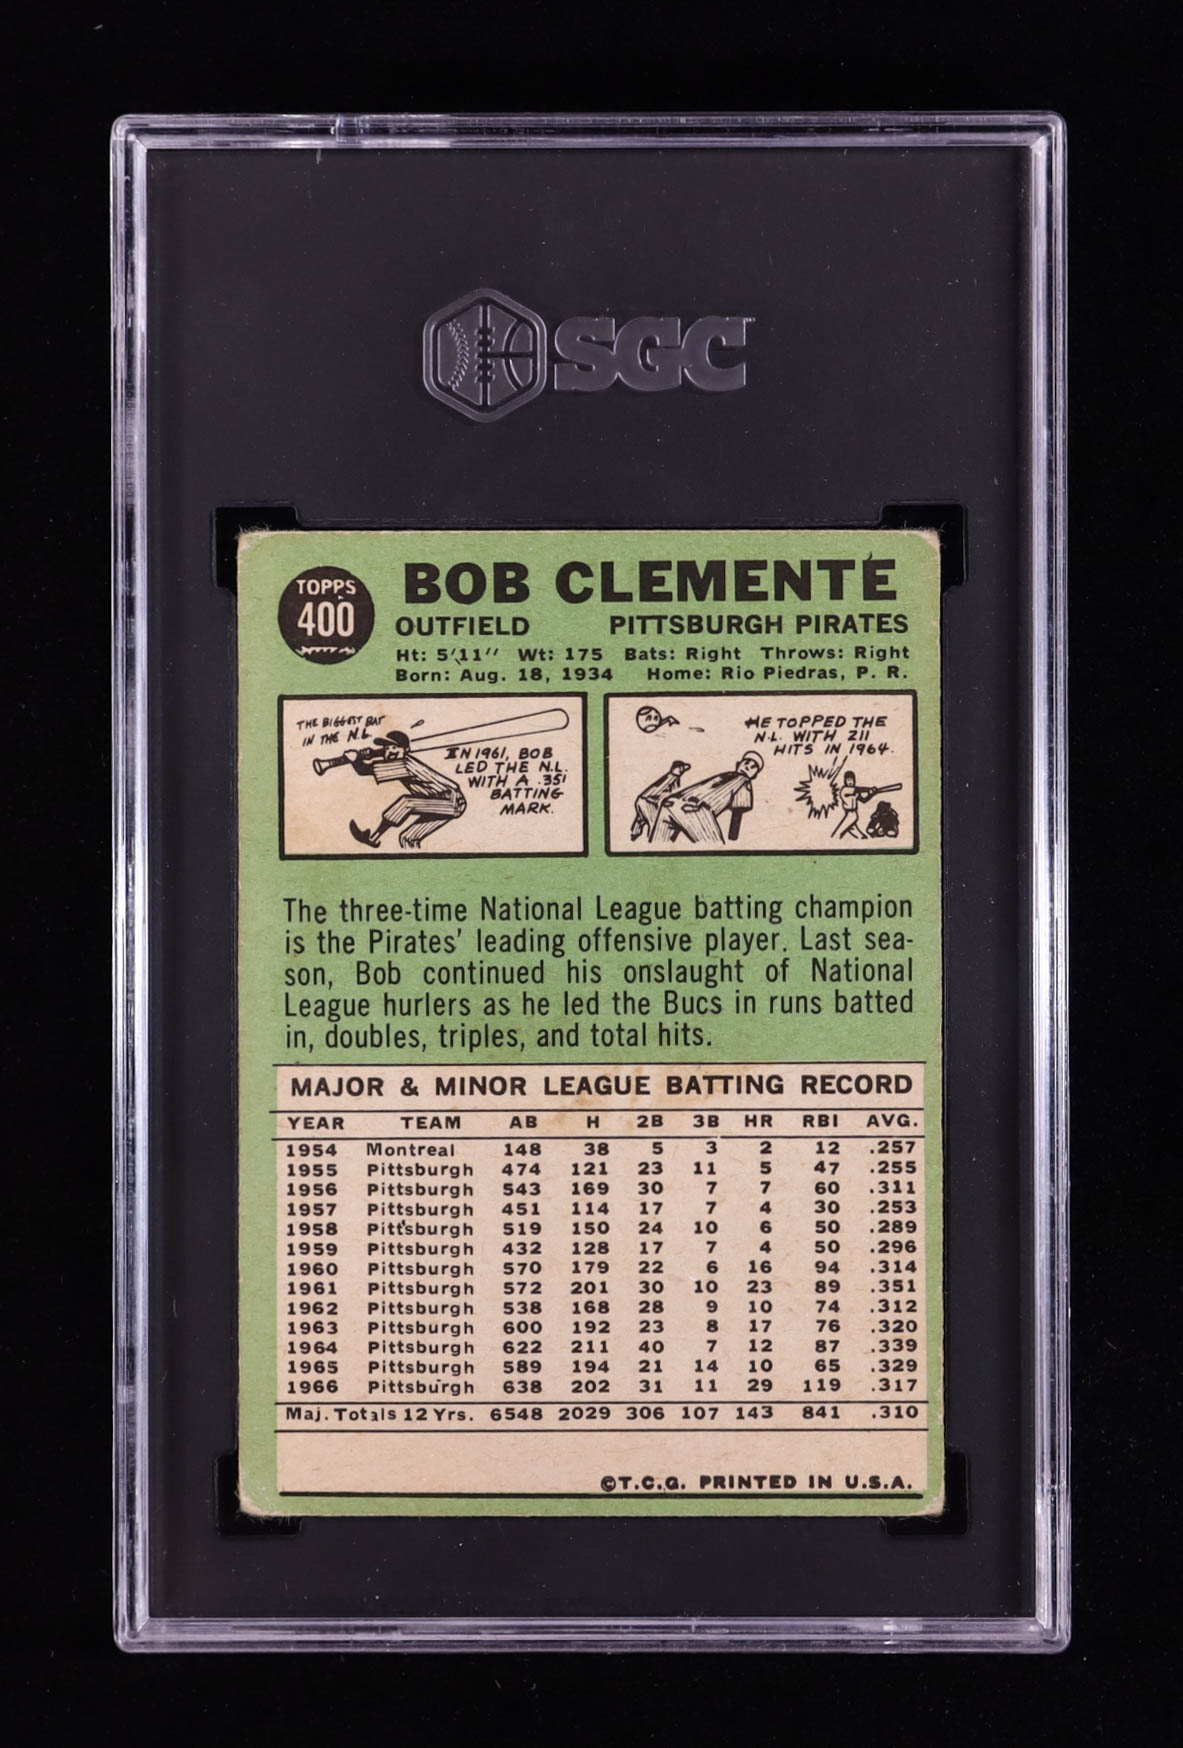 SGC
TOPPS
400
BOB CLEMENTE
OUTFIELD PITTSBURGH PIRATES
Ht: 5'11" Wt: 175 Bats: Right Throws: Right
Born: Aug. 18, 1934 Home: Rio Piedras, P. R.
THE BIGGEST BAT
IN THE N.L.
IN 1961, BOB
LED THE N.L.
WITH A .351
BATTING
MARK.
HE TOPPED THE
N.L. WITH 211
HITS IN 1964.
The three-time National League batting champion
is the Pirates' leading offensive player. Last sea-
son, Bob continued his onslaught of National
League hurlers as he led the Bucs in runs batted
in, doubles, triples, and total hits.
MAJOR & MINOR LEAGUE BATTING RECORD
YEAR TEAM AB H 2B 3B HR RBI AVG.
1954 Montreal 148 38 5 3 2 12 .257
1955 Pittsburgh 474 121 23 11 5 47 .255
1956 Pittsburgh 543 169 30 7 7 60 .311
1957 Pittsburgh 451 114 17 7 4 30 .253
1958 Pittsburgh 519 150 24 10 6 50 .289
1959 Pittsburgh 432 128 17 7 4 50 .296
1960 Pittsburgh 570 179 22 6 16 94 .314
1961 Pittsburgh 572 201 30 10 23 89 .351
1962 Pittsburgh 538 168 28 9 10 74 .312
1963 Pittsburgh 600 192 23 8 17 76 .320
1964 Pittsburgh 622 211 40 7 12 87 .339
1965 Pittsburgh 589 194 21 14 10 65 .329
1966 Pittsburgh 638 202 31 11 29 119 .317
Maj. Totals 12 Yrs. 6548 2029 306 107 143 841 .310
©T.C.G. PRINTED IN U.S.A.